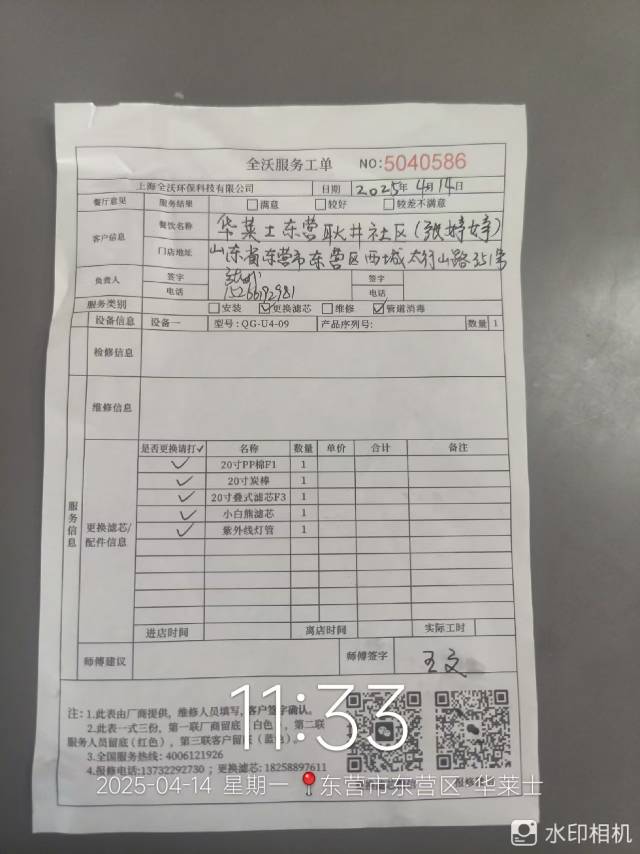 全沃服务工单 NO:5040586
上海全沃环保科技有限公司 日期 2025年4月14日
餐厅意见 服务结果 □满意 □较好 □较差不满意
客户信息 餐饮名称 华莱士东营耿井社区(张婷婷)
门店地址 山东省东营市东营区西城太行山路351号
负责人 签字 签字
电话 15266192981 电话
服务类别 □安装 ☑更换滤芯 □维修 ☑管道消毒
设备信息 设备一 型号:QG-U4-09 产品序列号: 数量 1
检修信息
维修信息
服务信息
更换滤芯/配件信息
是否更换请打✓ 名称 数量 单价 合计 备注
✓ 20寸PP棉F1 1
✓ 20寸炭棒 1
✓ 20寸叠式滤芯F3 1
✓ 小白熊滤芯 1
✓ 紫外线灯管 1
进店时间 离店时间 实际工时
师傅建议 师傅签字 王文
注:1.此表由厂商提供,维修人员填写,客户签字确认。
2.此表一式三份,第一联厂商留底(白色),第二联
服务人员留底(红色),第三联客户留底(蓝色)。
3.全国服务热线:4006121926
4.报修电话:13732292730;更换滤芯:18258897611
11:33
2025-04-14 星期一 东营市东营区 华莱士
水印相机